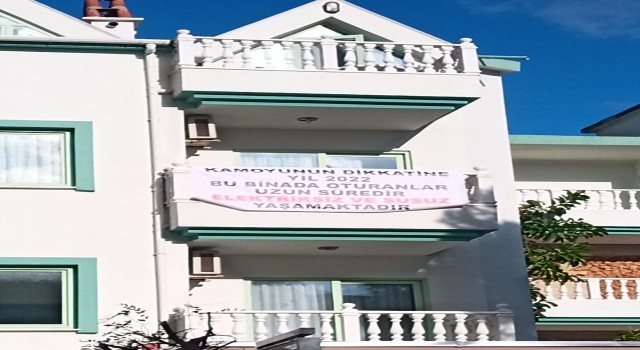 KAMOYUNUN DİKKATİNE
YIL 2022
BU BİNADA OTURANLAR
UZUN SÜREDİR
ELEKTRİKSİZ VE SUSUZ
YAŞAMAKTADIR